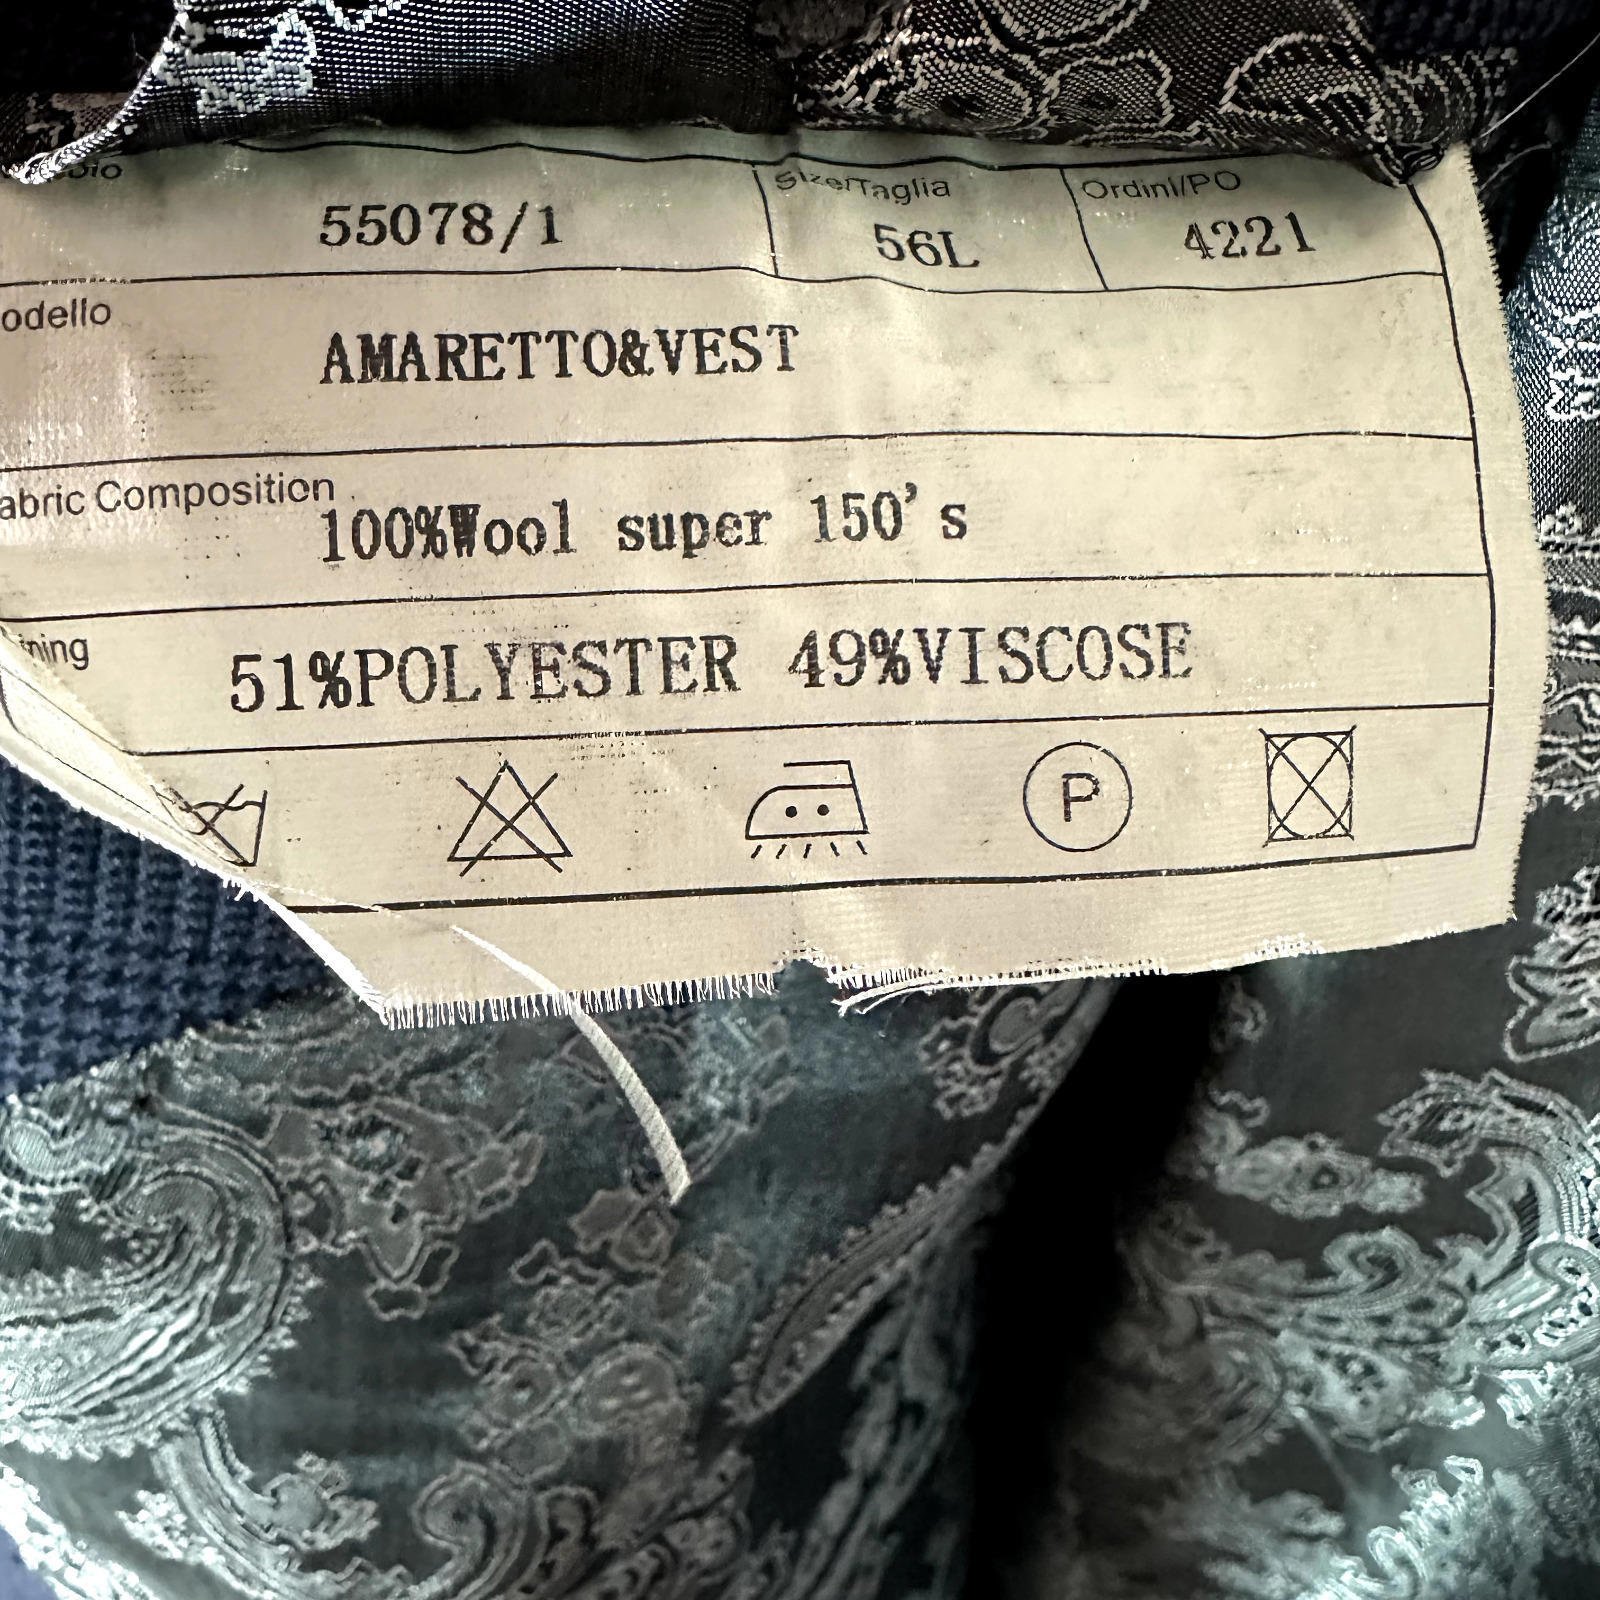 55078/1
Size/Taglia
56L
Ordini/PO
4221
odello
AMARETTO&VEST
abric Composition
100%Wool super 150's
ning
51%POLYESTER 49%VISCOSE
P